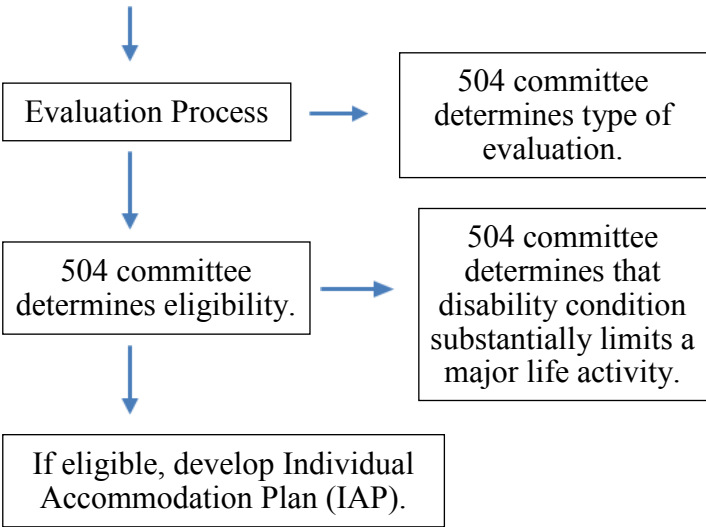 Evaluation Process
504 committee
determines type of
evaluation.
504 committee
determines eligibility.
504 committee
determines that
disability condition
substantially limits a
major life activity.
If eligible, develop Individual
Accommodation Plan (IAP).